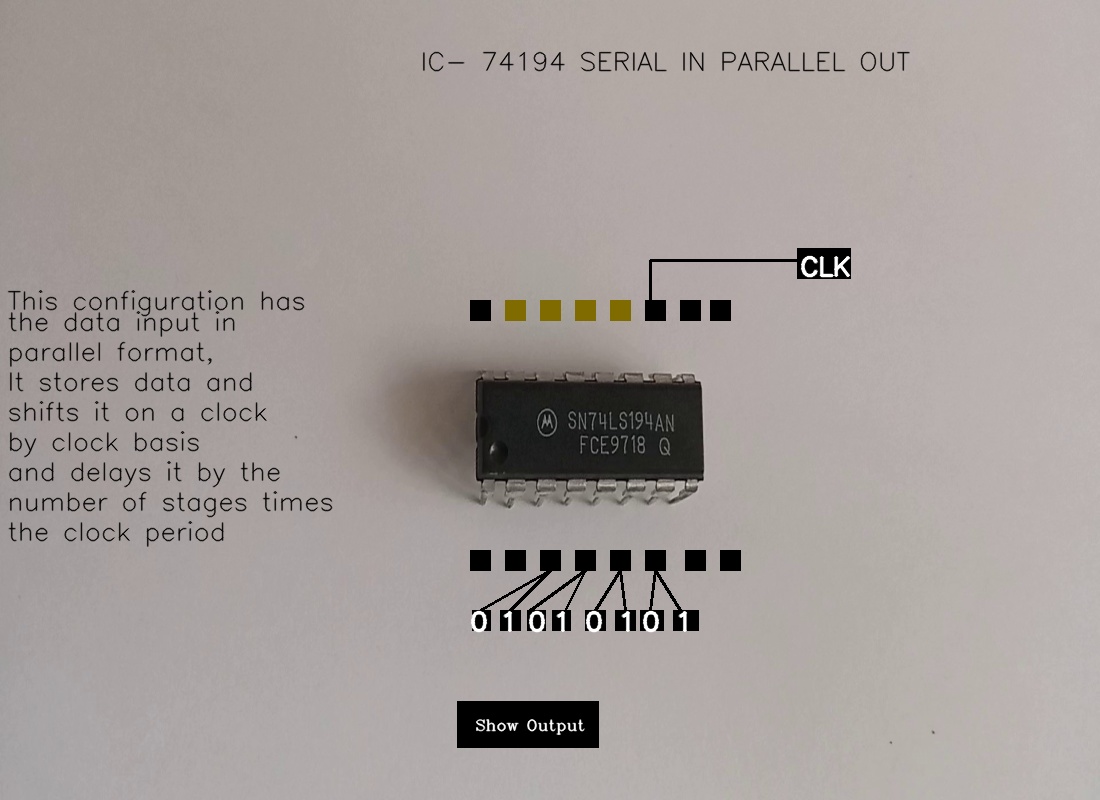 IC- 74194 SERIAL IN PARALLEL OUT
CLK
This configuration has
the data input in
parallel format,
It stores data and
shifts it on a clock
by clock basis
and delays it by the
number of stages times
the clock period
SN74LS194AN
FCE9718 Q
0 1 0 1 0 1 0 1
Show Output